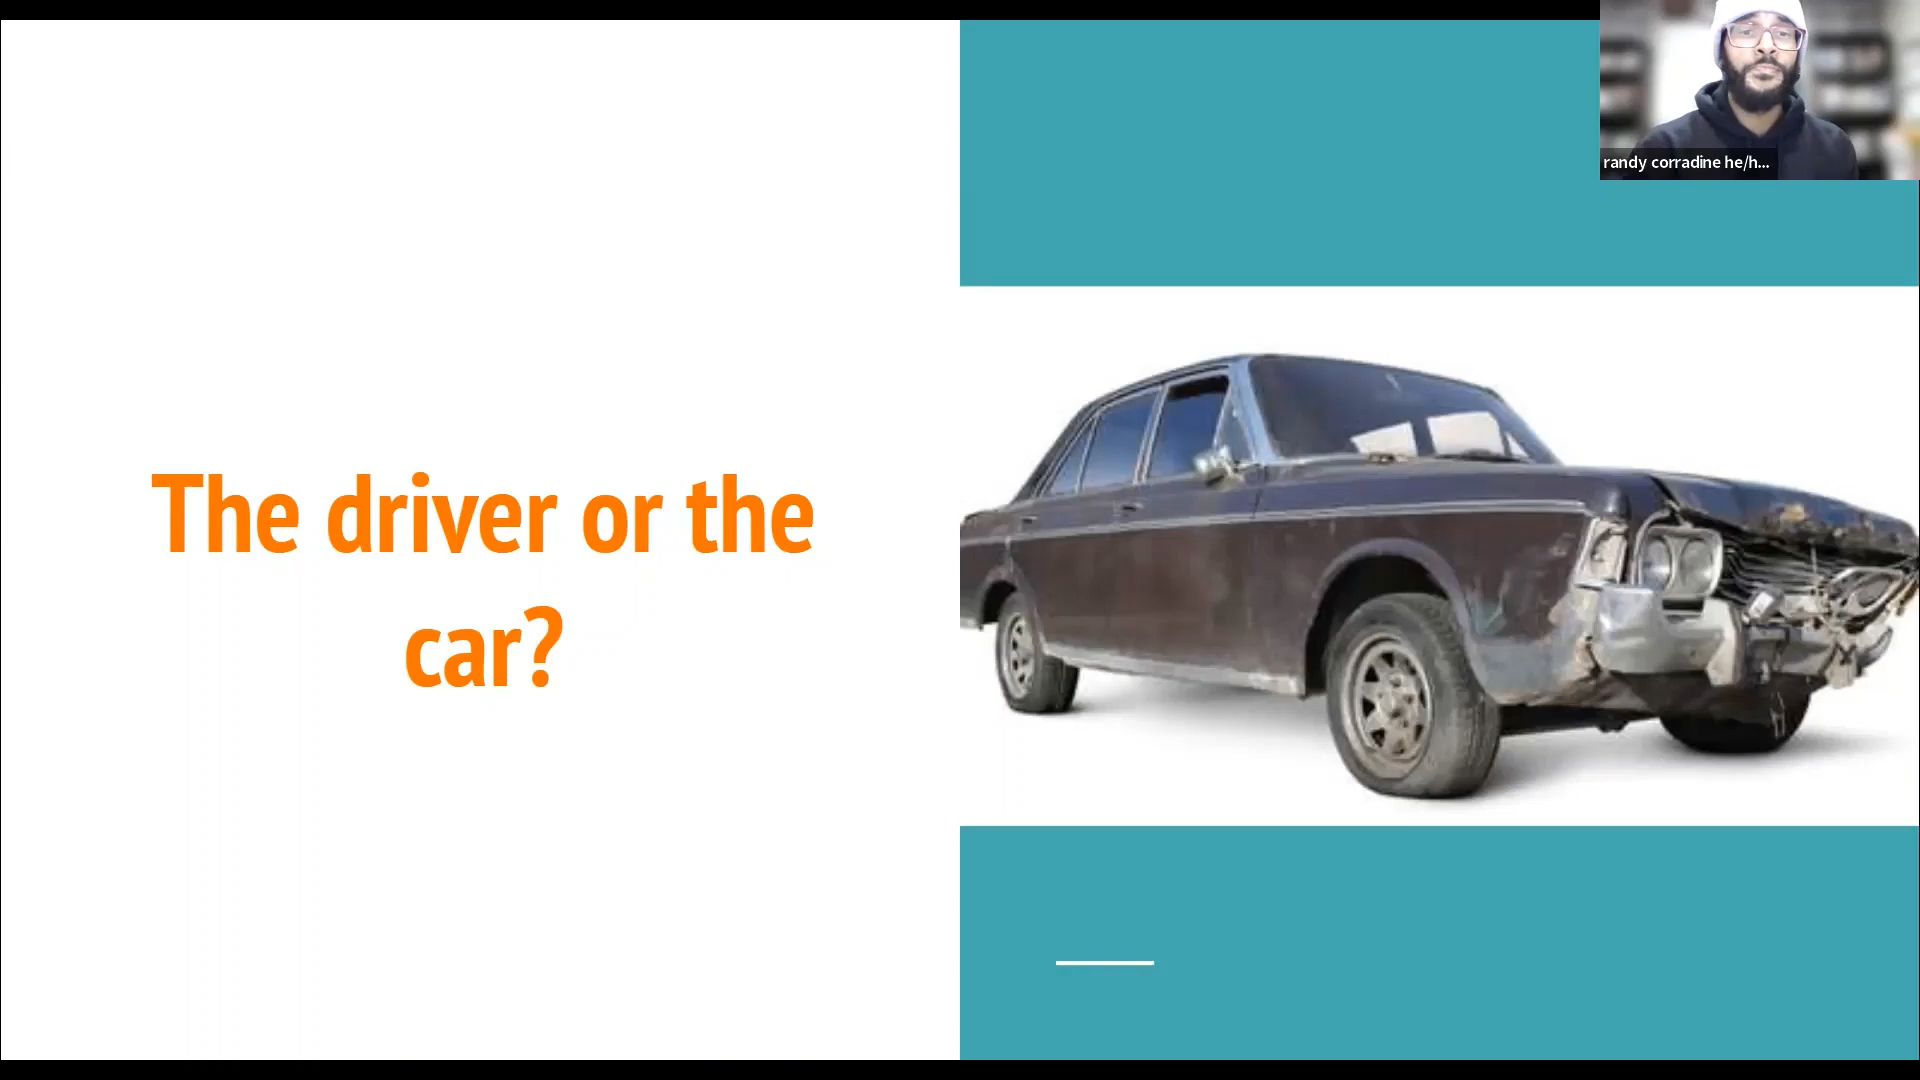 The driver or the
car?
randy corradine he/h...